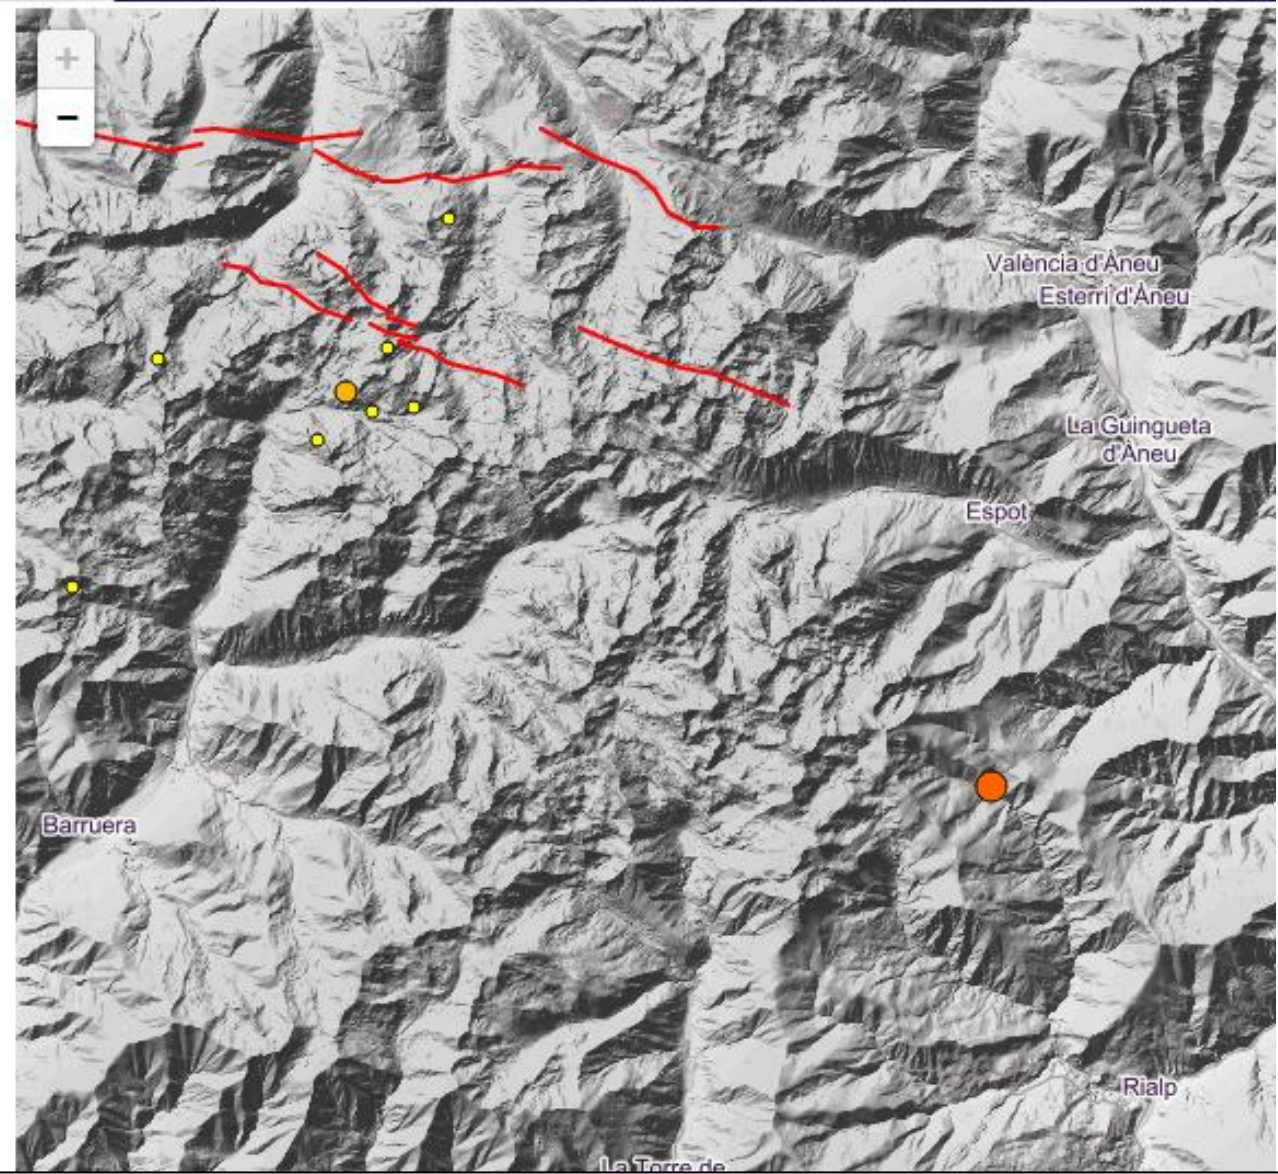 +
-
València d'Àneu
Esterri d'Àneu
La Guingueta
d'Àneu
Espot
Barruera
Rialp
La Torre de